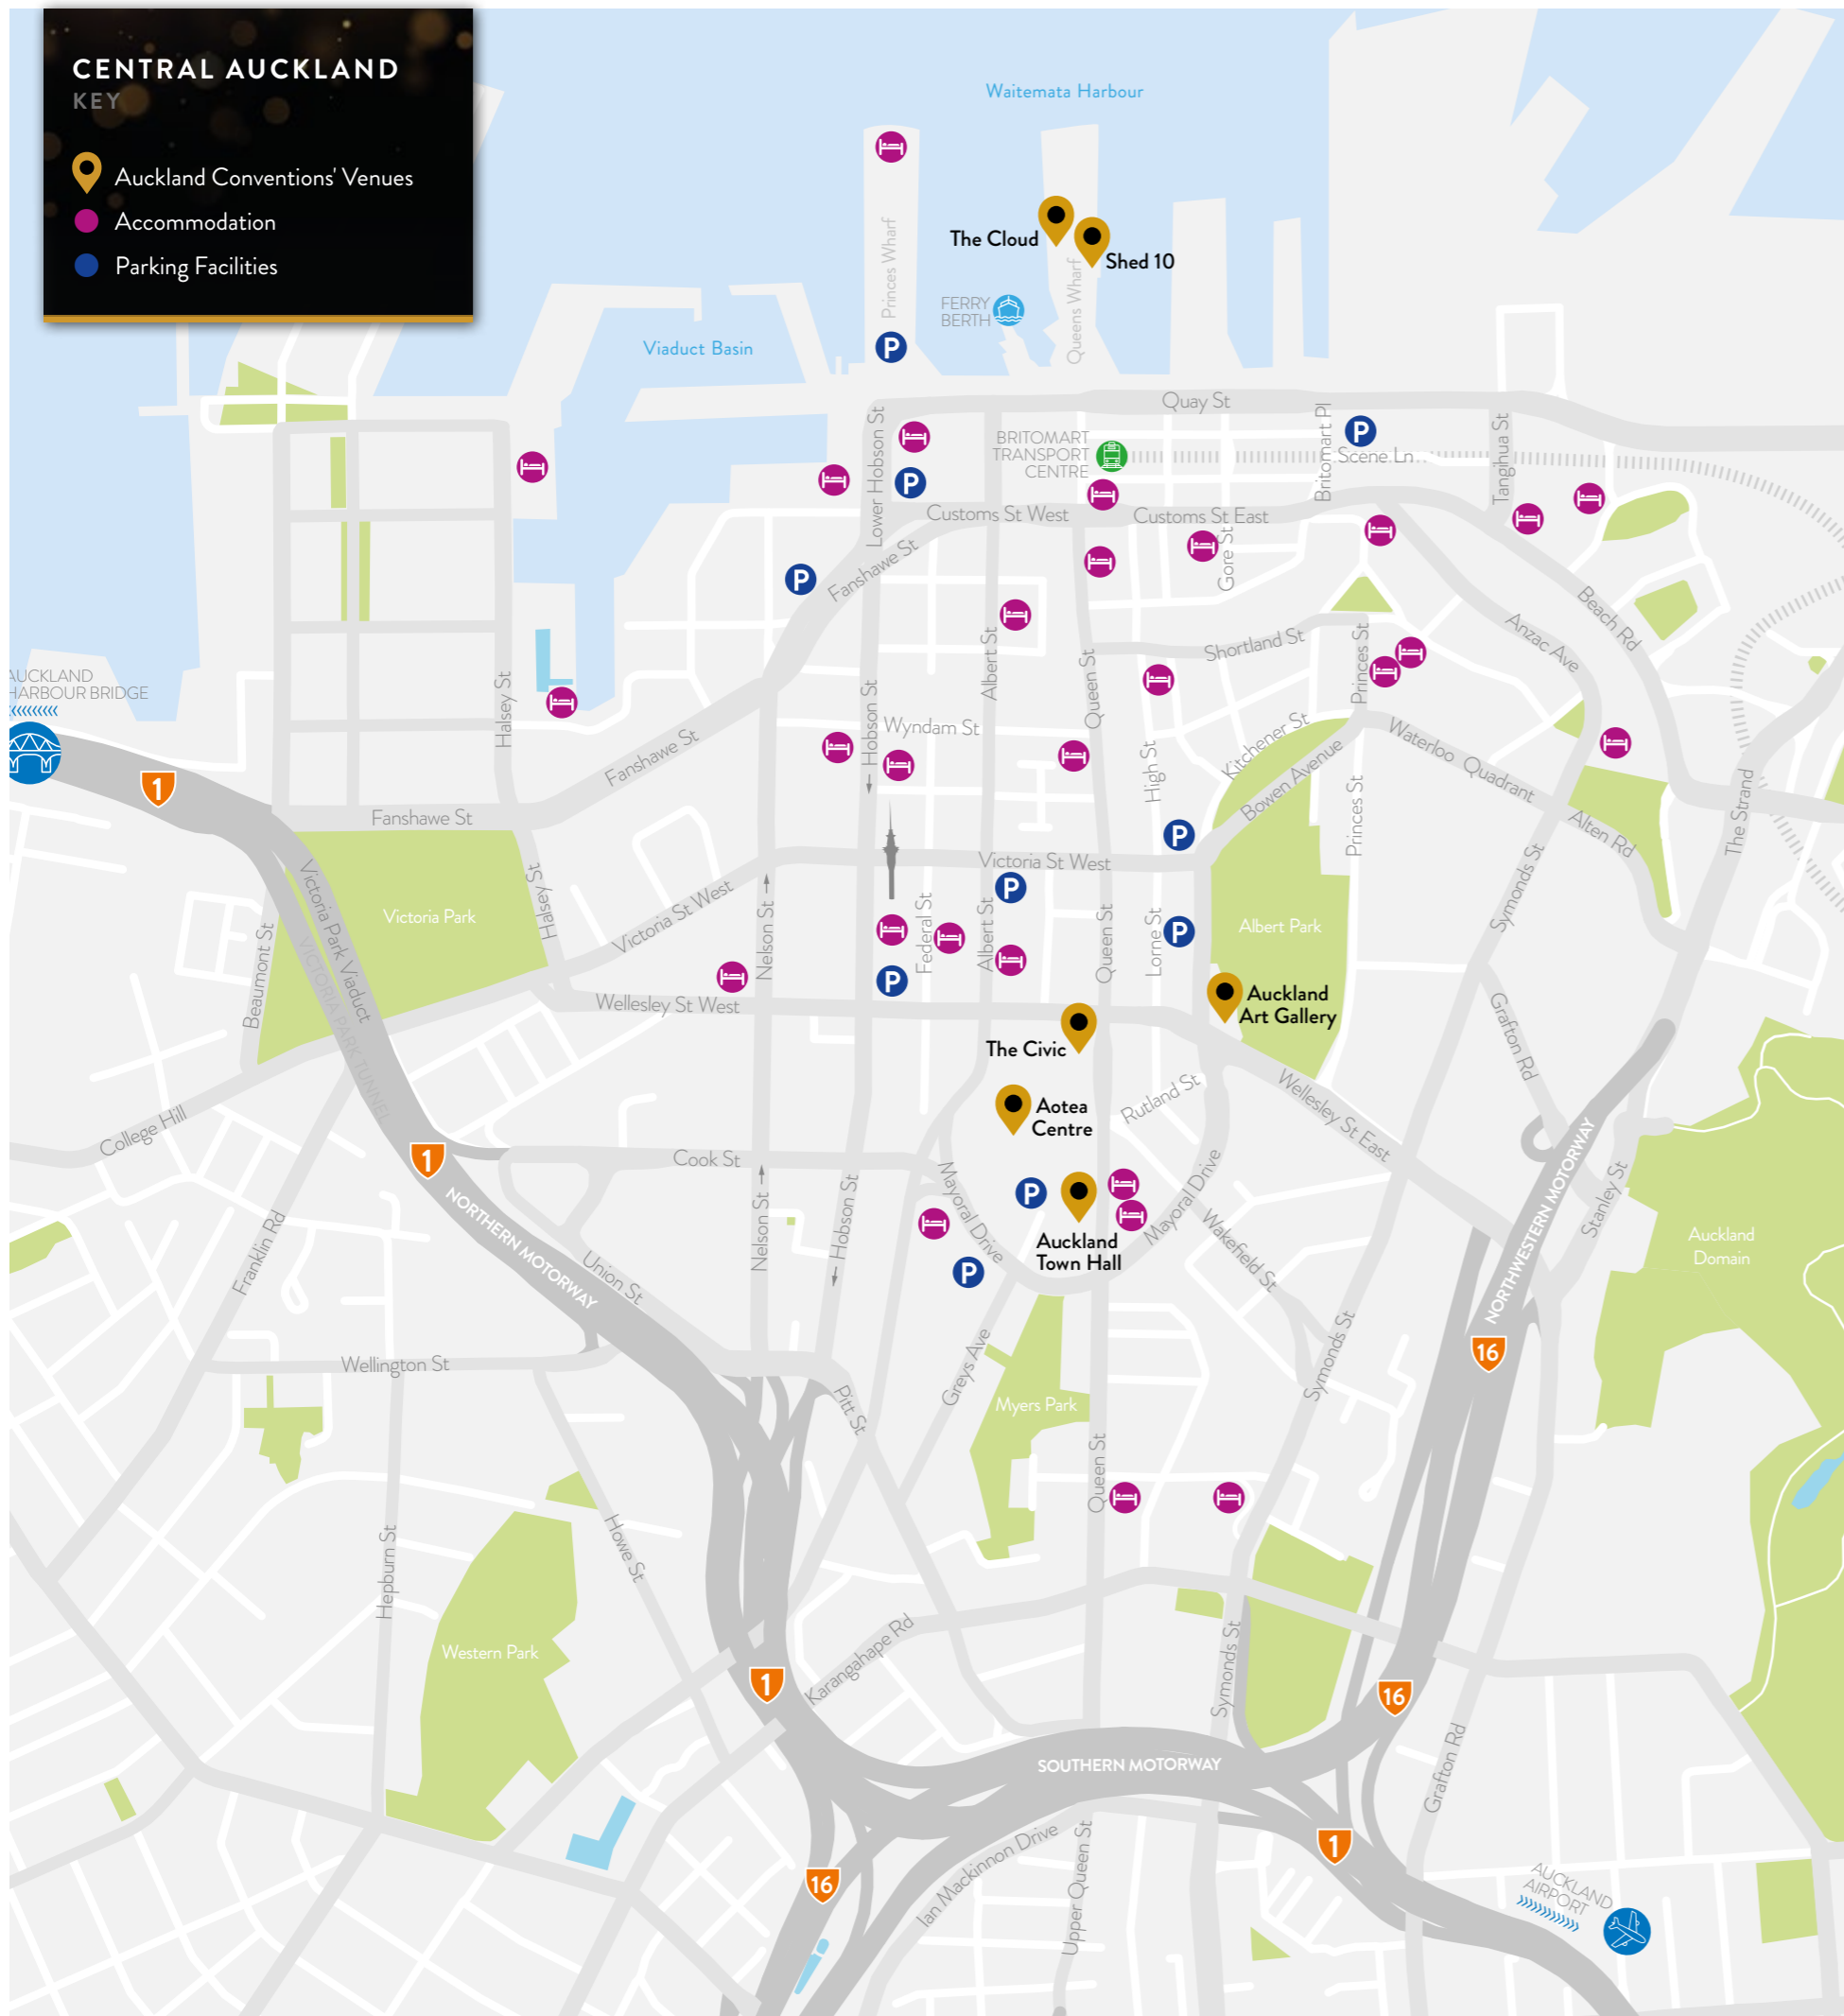 CENTRAL AUCKLAND
KEY
Auckland Conventions' Venues
Accommodation
Parking Facilities
Waitemata Harbour
The Cloud
Shed 10
Princes Wharf
Queens Wharf
FERRY
BERTH
Viaduct Basin
Quay St
Lower Hobson St
BRITOMART
TRANSPORT
CENTRE
Britomart Pl
Scene Ln
Tanghua St
Customs St West
Customs St East
Gore St
Fanshawe St
Beach Rd
Anzac Ave
Shortland St
Princes St
Albert St
Queen St
Hobson St
Wyndam St
Halsey St
AUCKLAND
HARBOUR BRIDGE
1
Fanshawe St
Fanshawe St
High St
Kitchener St
Bowen Avenue
Waterloo Quadrant
Princes St
Alten Rd
The Strand
Symonds St
Victoria St West
Victoria St West
Victoria Park
Halsey St
Victoria Park Viaduct
VICTORIA PARK TUNNEL
Beaumont St
Nelson St
Federal St
Albert St
Queen St
Lorne St
Albert Park
P
P
P
P
P
P
P
P
P
P
P
Wellesley St West
Auckland
Art Gallery
The Civic
Grafton Rd
Aotea
Centre
Rutland St
Wellesley St East
College Hill
1
Cook St
NORTHERN MOTORWAY
Nelson St
Hobson St
Mayoral Drive
Mayoral Drive
Auckland
Town Hall
Wakefield St
NORTHWESTERN MOTORWAY
Stanley St
Auckland
Domain
Franklin Rd
Union St
Wellington St
Pitt St
Greys Ave
Myers Park
Symonds St
16
Queen St
Howe St
Hepburn St
Western Park
Karangahape Rd
1
Symonds St
16
SOUTHERN MOTORWAY
Grafton Rd
Ian Mackinnon Drive
Upper Queen St
1
16
AUCKLAND
AIRPORT